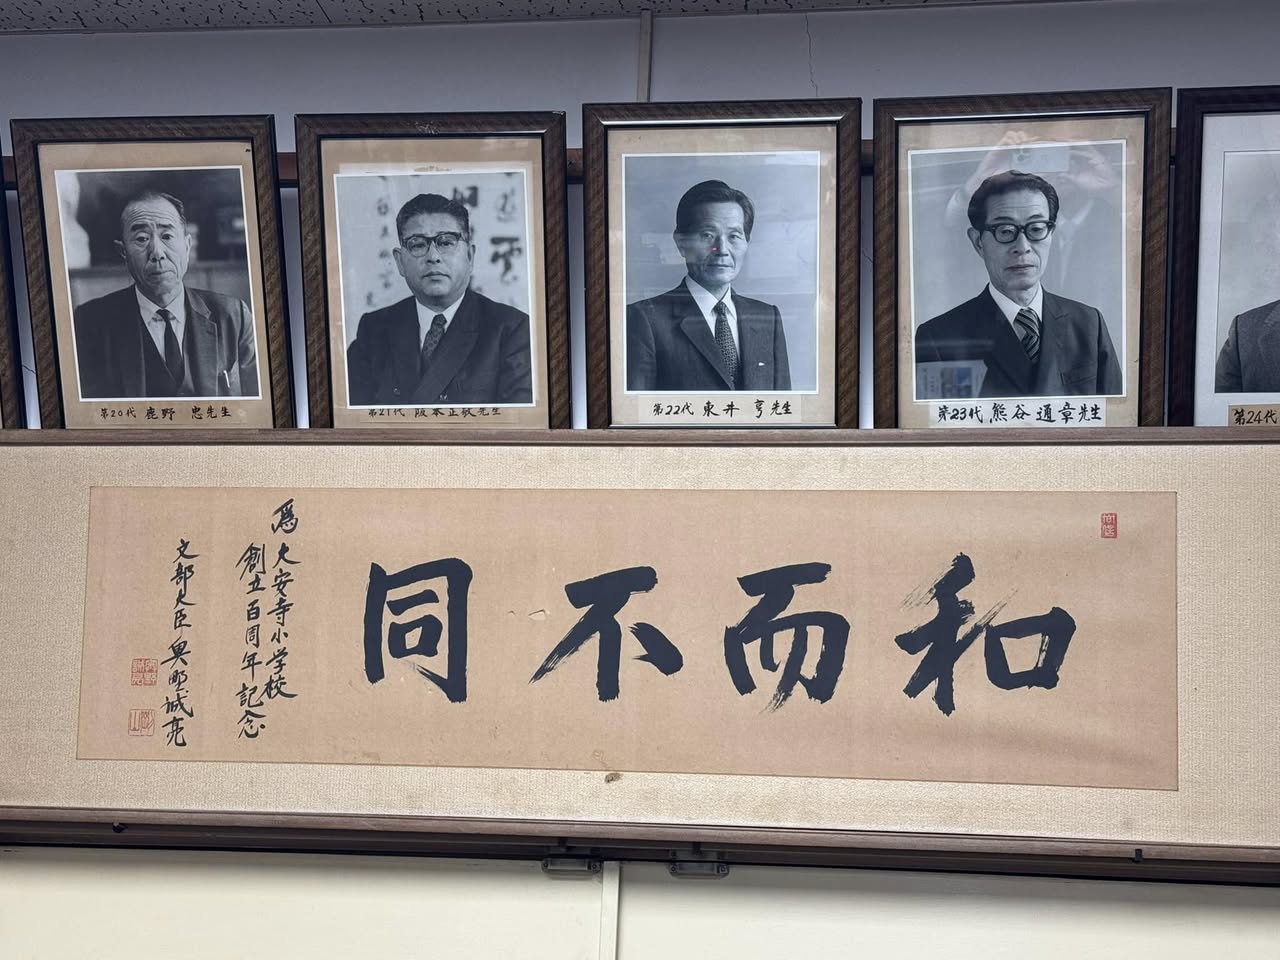 第20代 鹿野 忠先生
第21代 阪本正敬先生
第22代 東井 亨先生
第23代 熊谷通章先生
第24代
和而不同
為 大安寺小学校
創立百周年記念
文部大臣 奥野誠亮